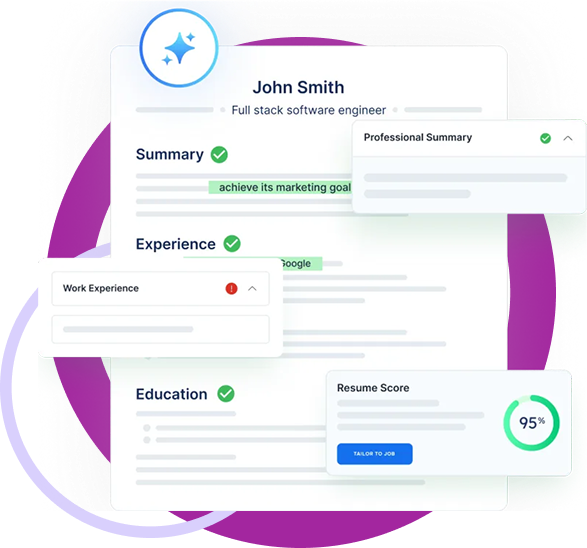 John Smith
Full stack software engineer
Professional Summary
Summary
achieve its marketing goal
Experience
Google
Work Experience
Resume Score
95%
TAILOR TO JOB
Education